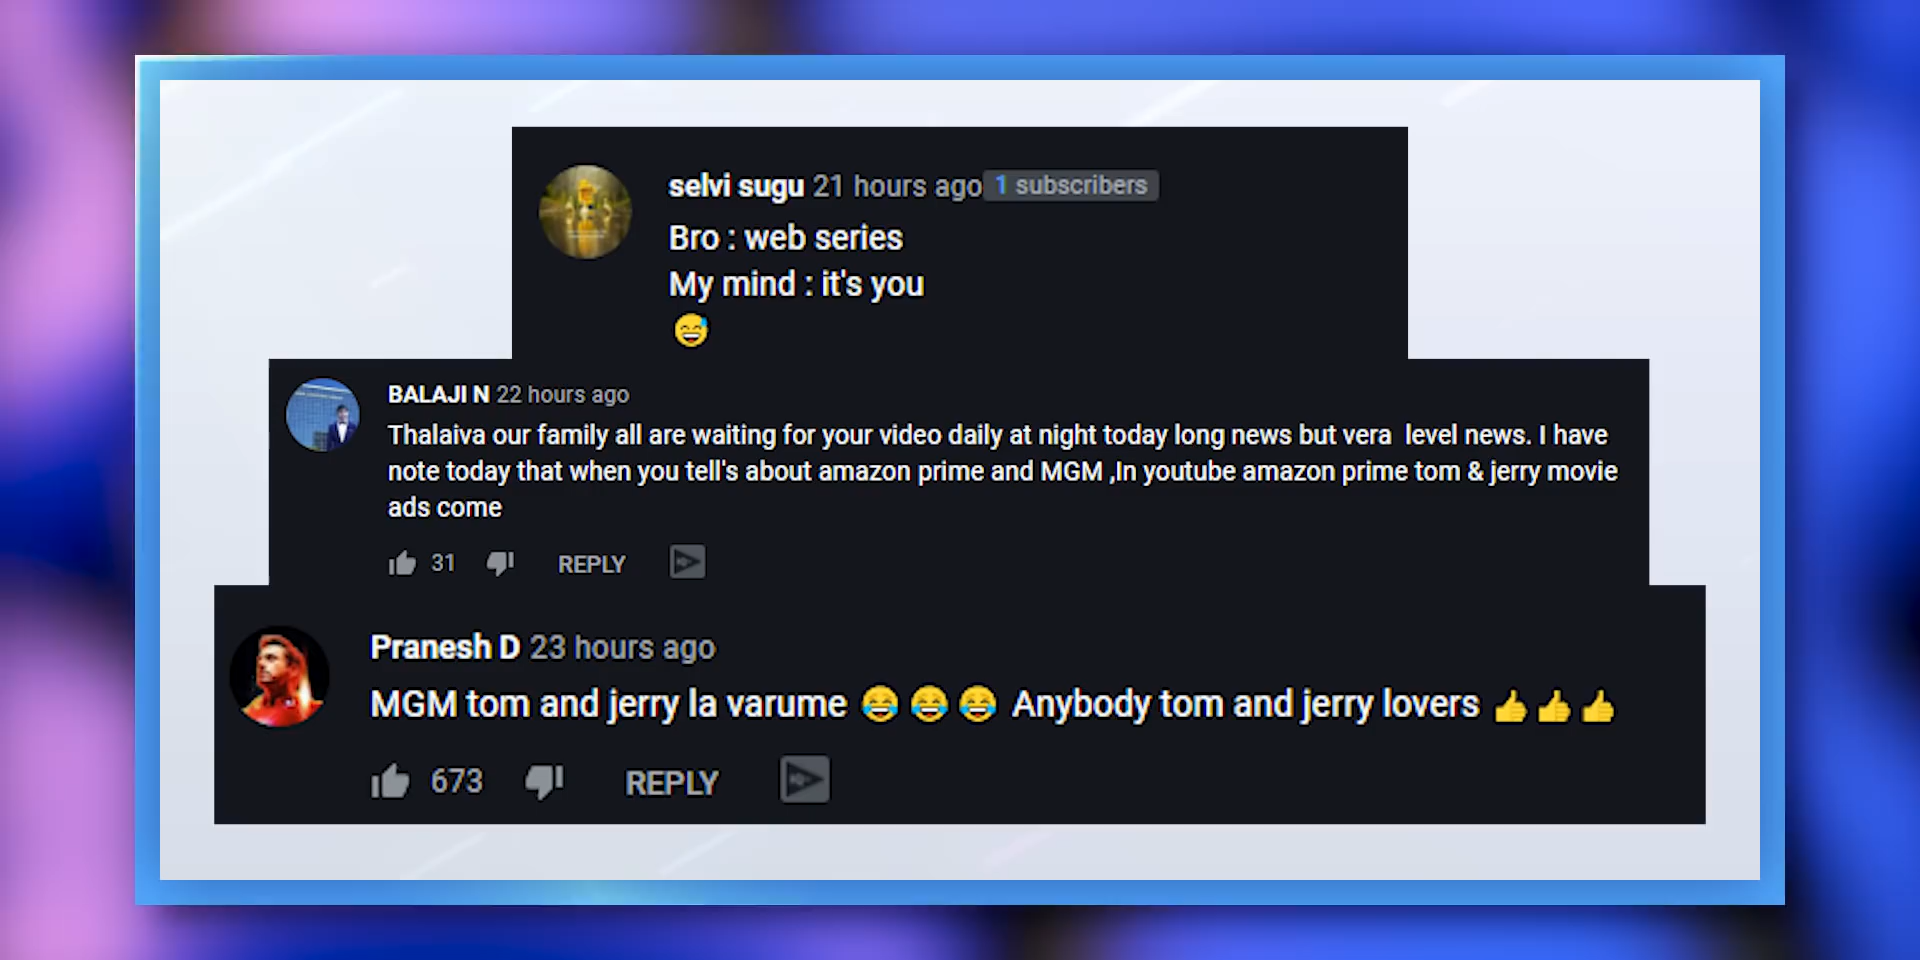 selvi sugu 21 hours ago 1 subscribers
Bro : web series
My mind : it's you
😅
BALAJI N 22 hours ago
Thalaiva our family all are waiting for your video daily at night today long news but vera level news. I have
note today that when you tell's about amazon prime and MGM ,In youtube amazon prime tom & jerry movie
ads come
31 REPLY
Pranesh D 23 hours ago
MGM tom and jerry la varume 😂😂😂 Anybody tom and jerry lovers 👍👍👍
673 REPLY